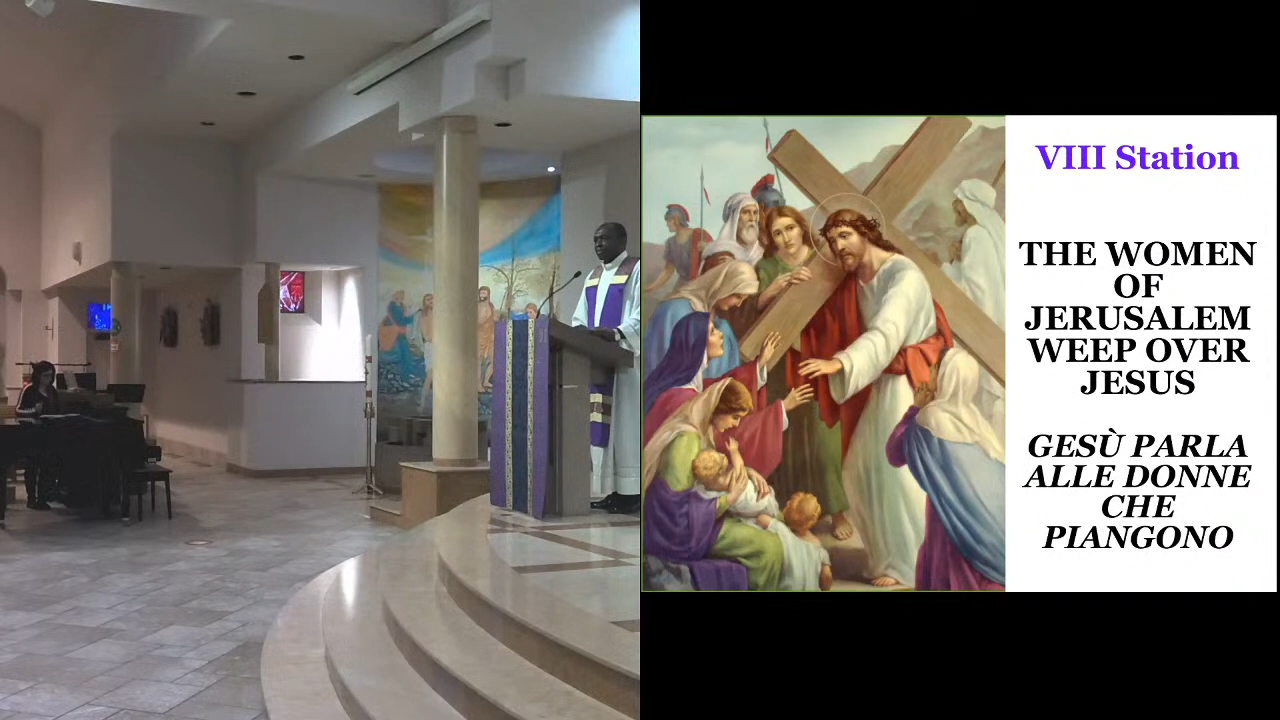 VIII Station
THE WOMEN
OF
JERUSALEM
WEEP OVER
JESUS
GESÙ PARLA
ALLE DONNE
CHE
PIANGONO